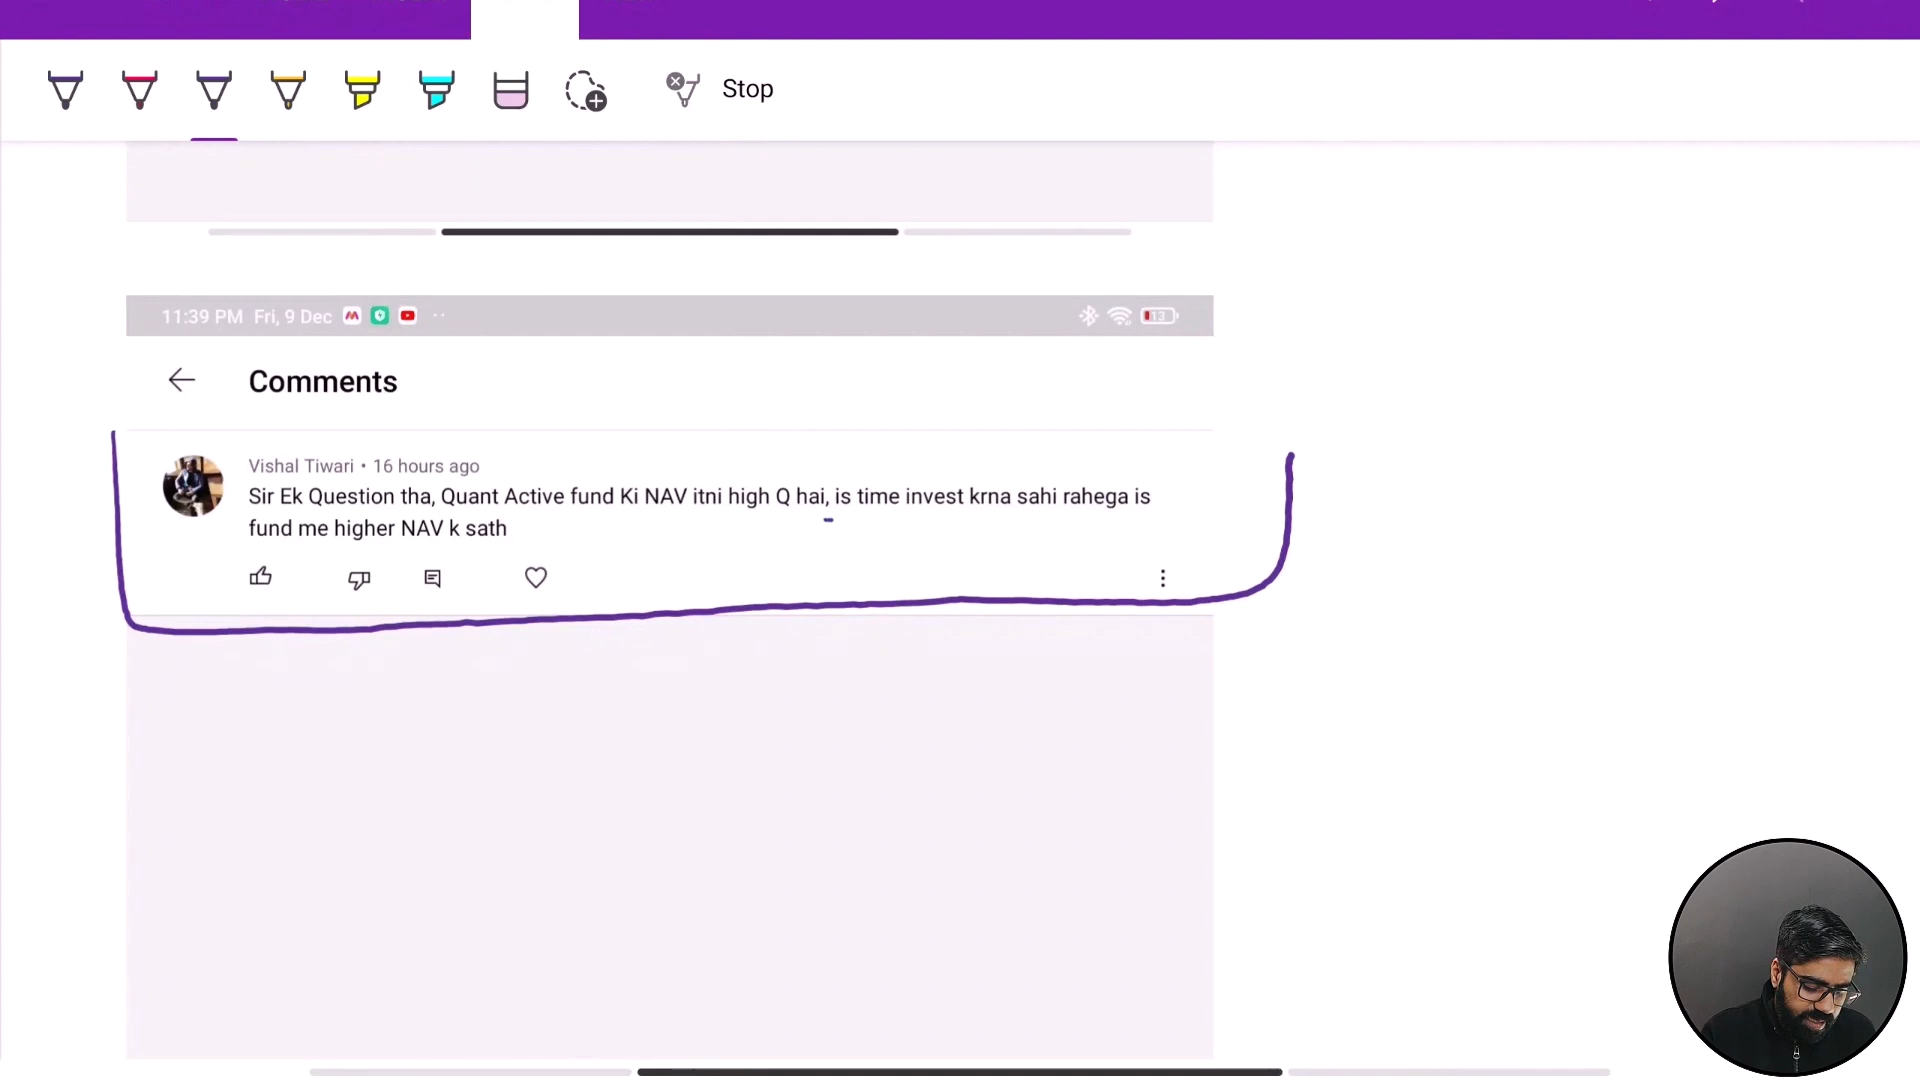 Stop
11:39 PM Fri, 9 Dec
13
Comments
Vishal Tiwari • 16 hours ago
Sir Ek Question tha, Quant Active fund Ki NAV itni high Q hai, is time invest krna sahi rahega is
fund me higher NAV k sath